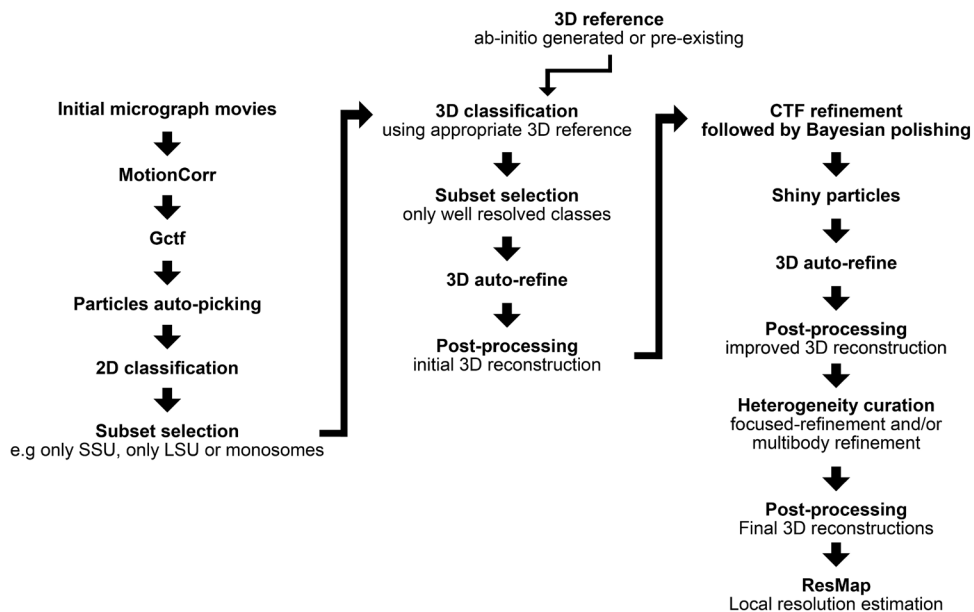 Initial micrograph movies
MotionCorr
Gctf
Particles auto-picking
2D classification
Subset selection
e.g only SSU, only LSU or monosomes
3D reference
ab-initio generated or pre-existing
3D classification
using appropriate 3D reference
Subset selection
only well resolved classes
3D auto-refine
Post-processing
initial 3D reconstruction
CTF refinement
followed by Bayesian polishing
Shiny particles
3D auto-refine
Post-processing
improved 3D reconstruction
Heterogeneity curation
focused-refinement and/or
multibody refinement
Post-processing
Final 3D reconstructions
ResMap
Local resolution estimation